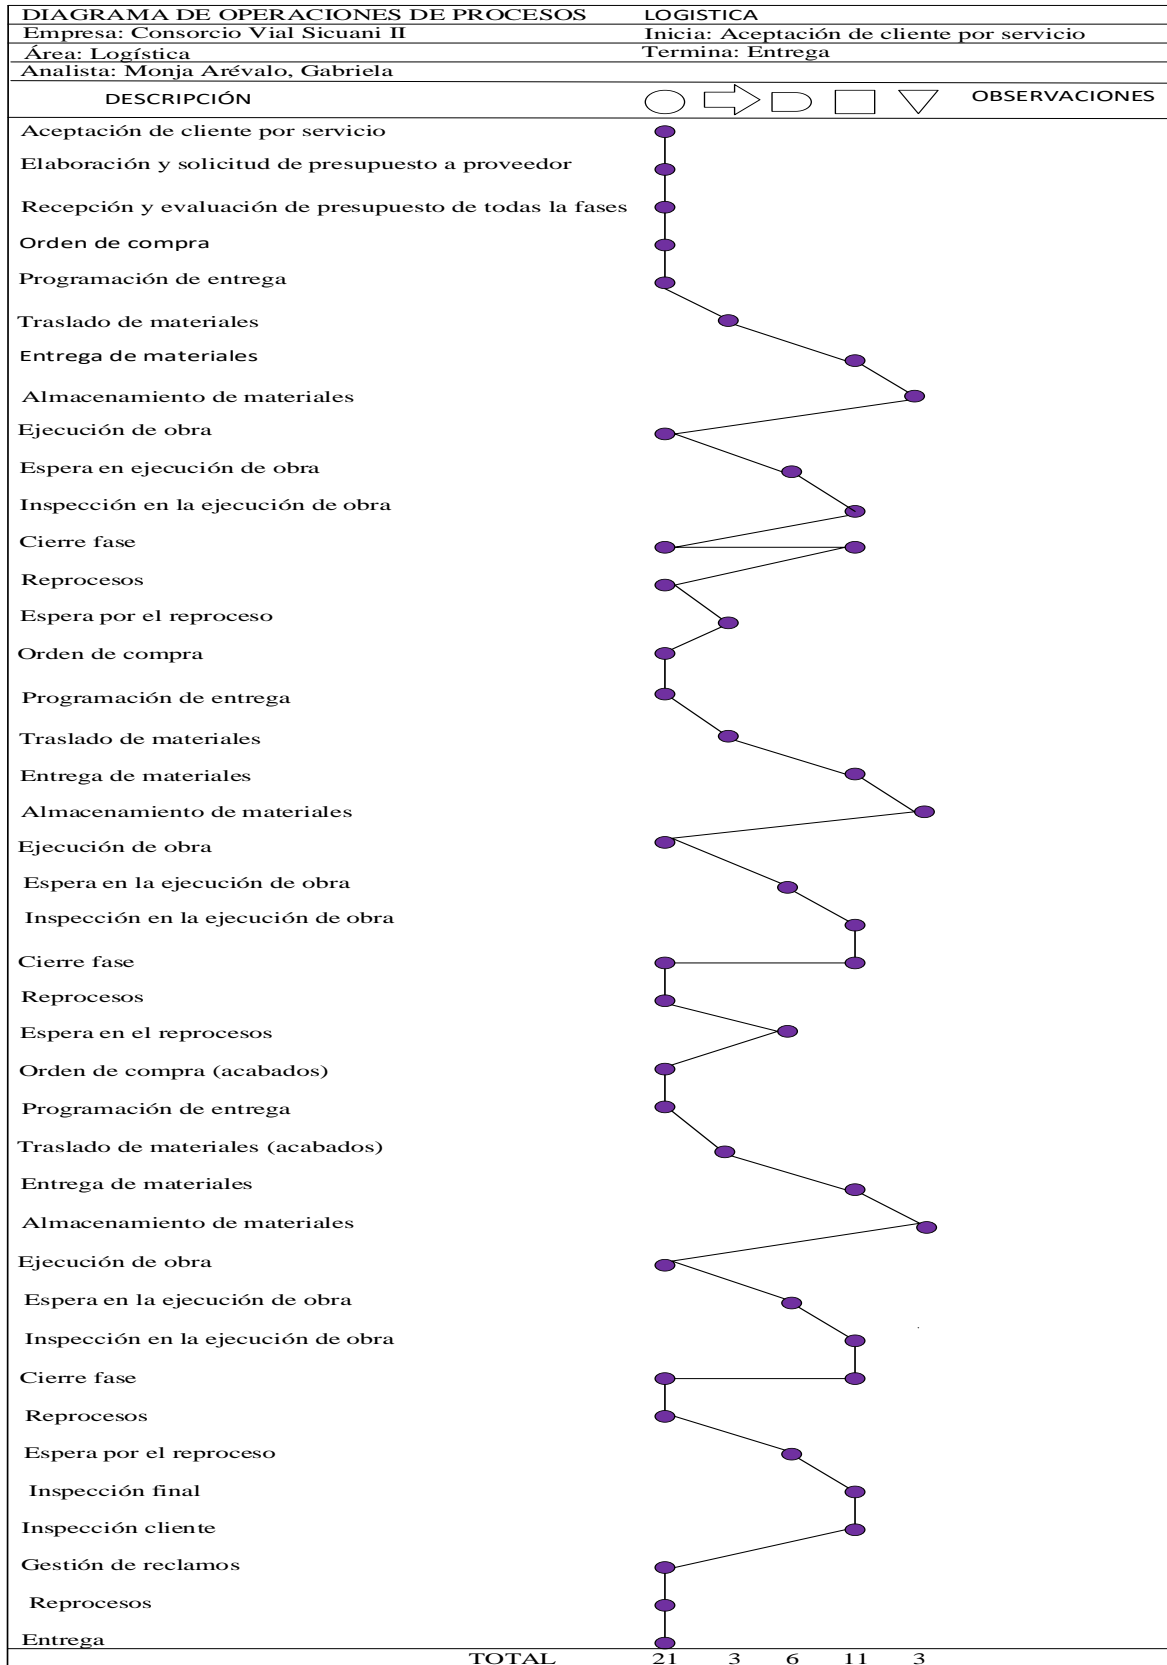 DIAGRAMA DE OPERACIONES DE PROCESOS LOGISTICA
Empresa: Consorcio Vial Sicuani II Inicia: Aceptación de cliente por servicio
Área: Logística Termina: Entrega
Analista: Monja Arévalo, Gabriela
DESCRIPCIÓN OBSERVACIONES
Aceptación de cliente por servicio
Elaboración y solicitud de presupuesto a proveedor
Recepción y evaluación de presupuesto de todas la fases
Orden de compra
Programación de entrega
Traslado de materiales
Entrega de materiales
Almacenamiento de materiales
Ejecución de obra
Espera en ejecución de obra
Inspección en la ejecución de obra
Cierre fase
Reprocesos
Espera por el reproceso
Orden de compra
Programación de entrega
Traslado de materiales
Entrega de materiales
Almacenamiento de materiales
Ejecución de obra
Espera en la ejecución de obra
Inspección en la ejecución de obra
Cierre fase
Reprocesos
Espera en el reprocesos
Orden de compra (acabados)
Programación de entrega
Traslado de materiales (acabados)
Entrega de materiales
Almacenamiento de materiales
Ejecución de obra
Espera en la ejecución de obra
Inspección en la ejecución de obra
Cierre fase
Reprocesos
Espera por el reproceso
Inspección final
Inspección cliente
Gestión de reclamos
Reprocesos
Entrega
TOTAL 21 3 6 11 3